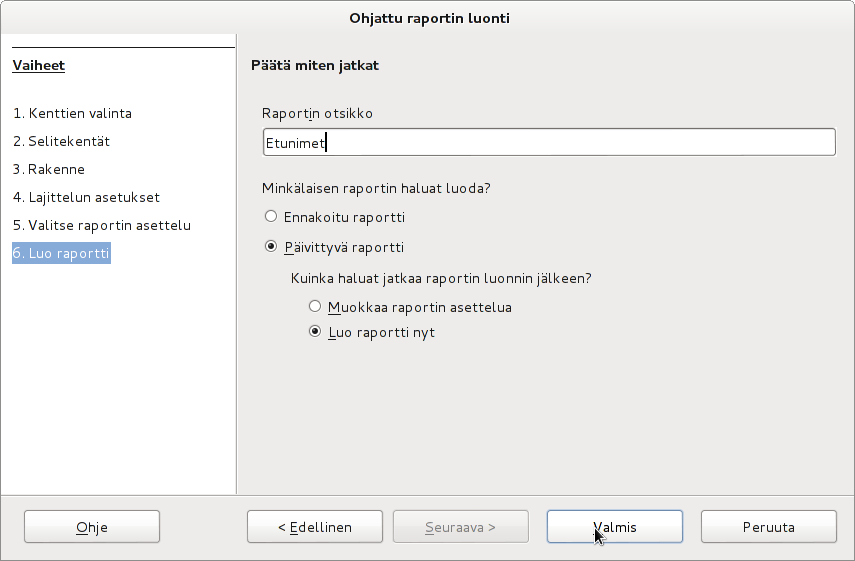 Ohjattu raportin luonti
Vaiheet
1. Kenttien valinta
2. Selitekentät
3. Rakenne
4. Lajittelun asetukset
5. Valitse raportin asettelu
6. Luo raportti
Päätä miten jatkat
Raportin otsikko
Etunimet
Minkälaisen raportin haluat luoda?
Ennakoitu raportti
Päivittyvä raportti
Kuinka haluat jatkaa raportin luonnin jälkeen?
Muokkaa raportin asettelua
Luo raportti nyt
Ohje
< Edellinen
Seuraava >
Valmis
Peruuta